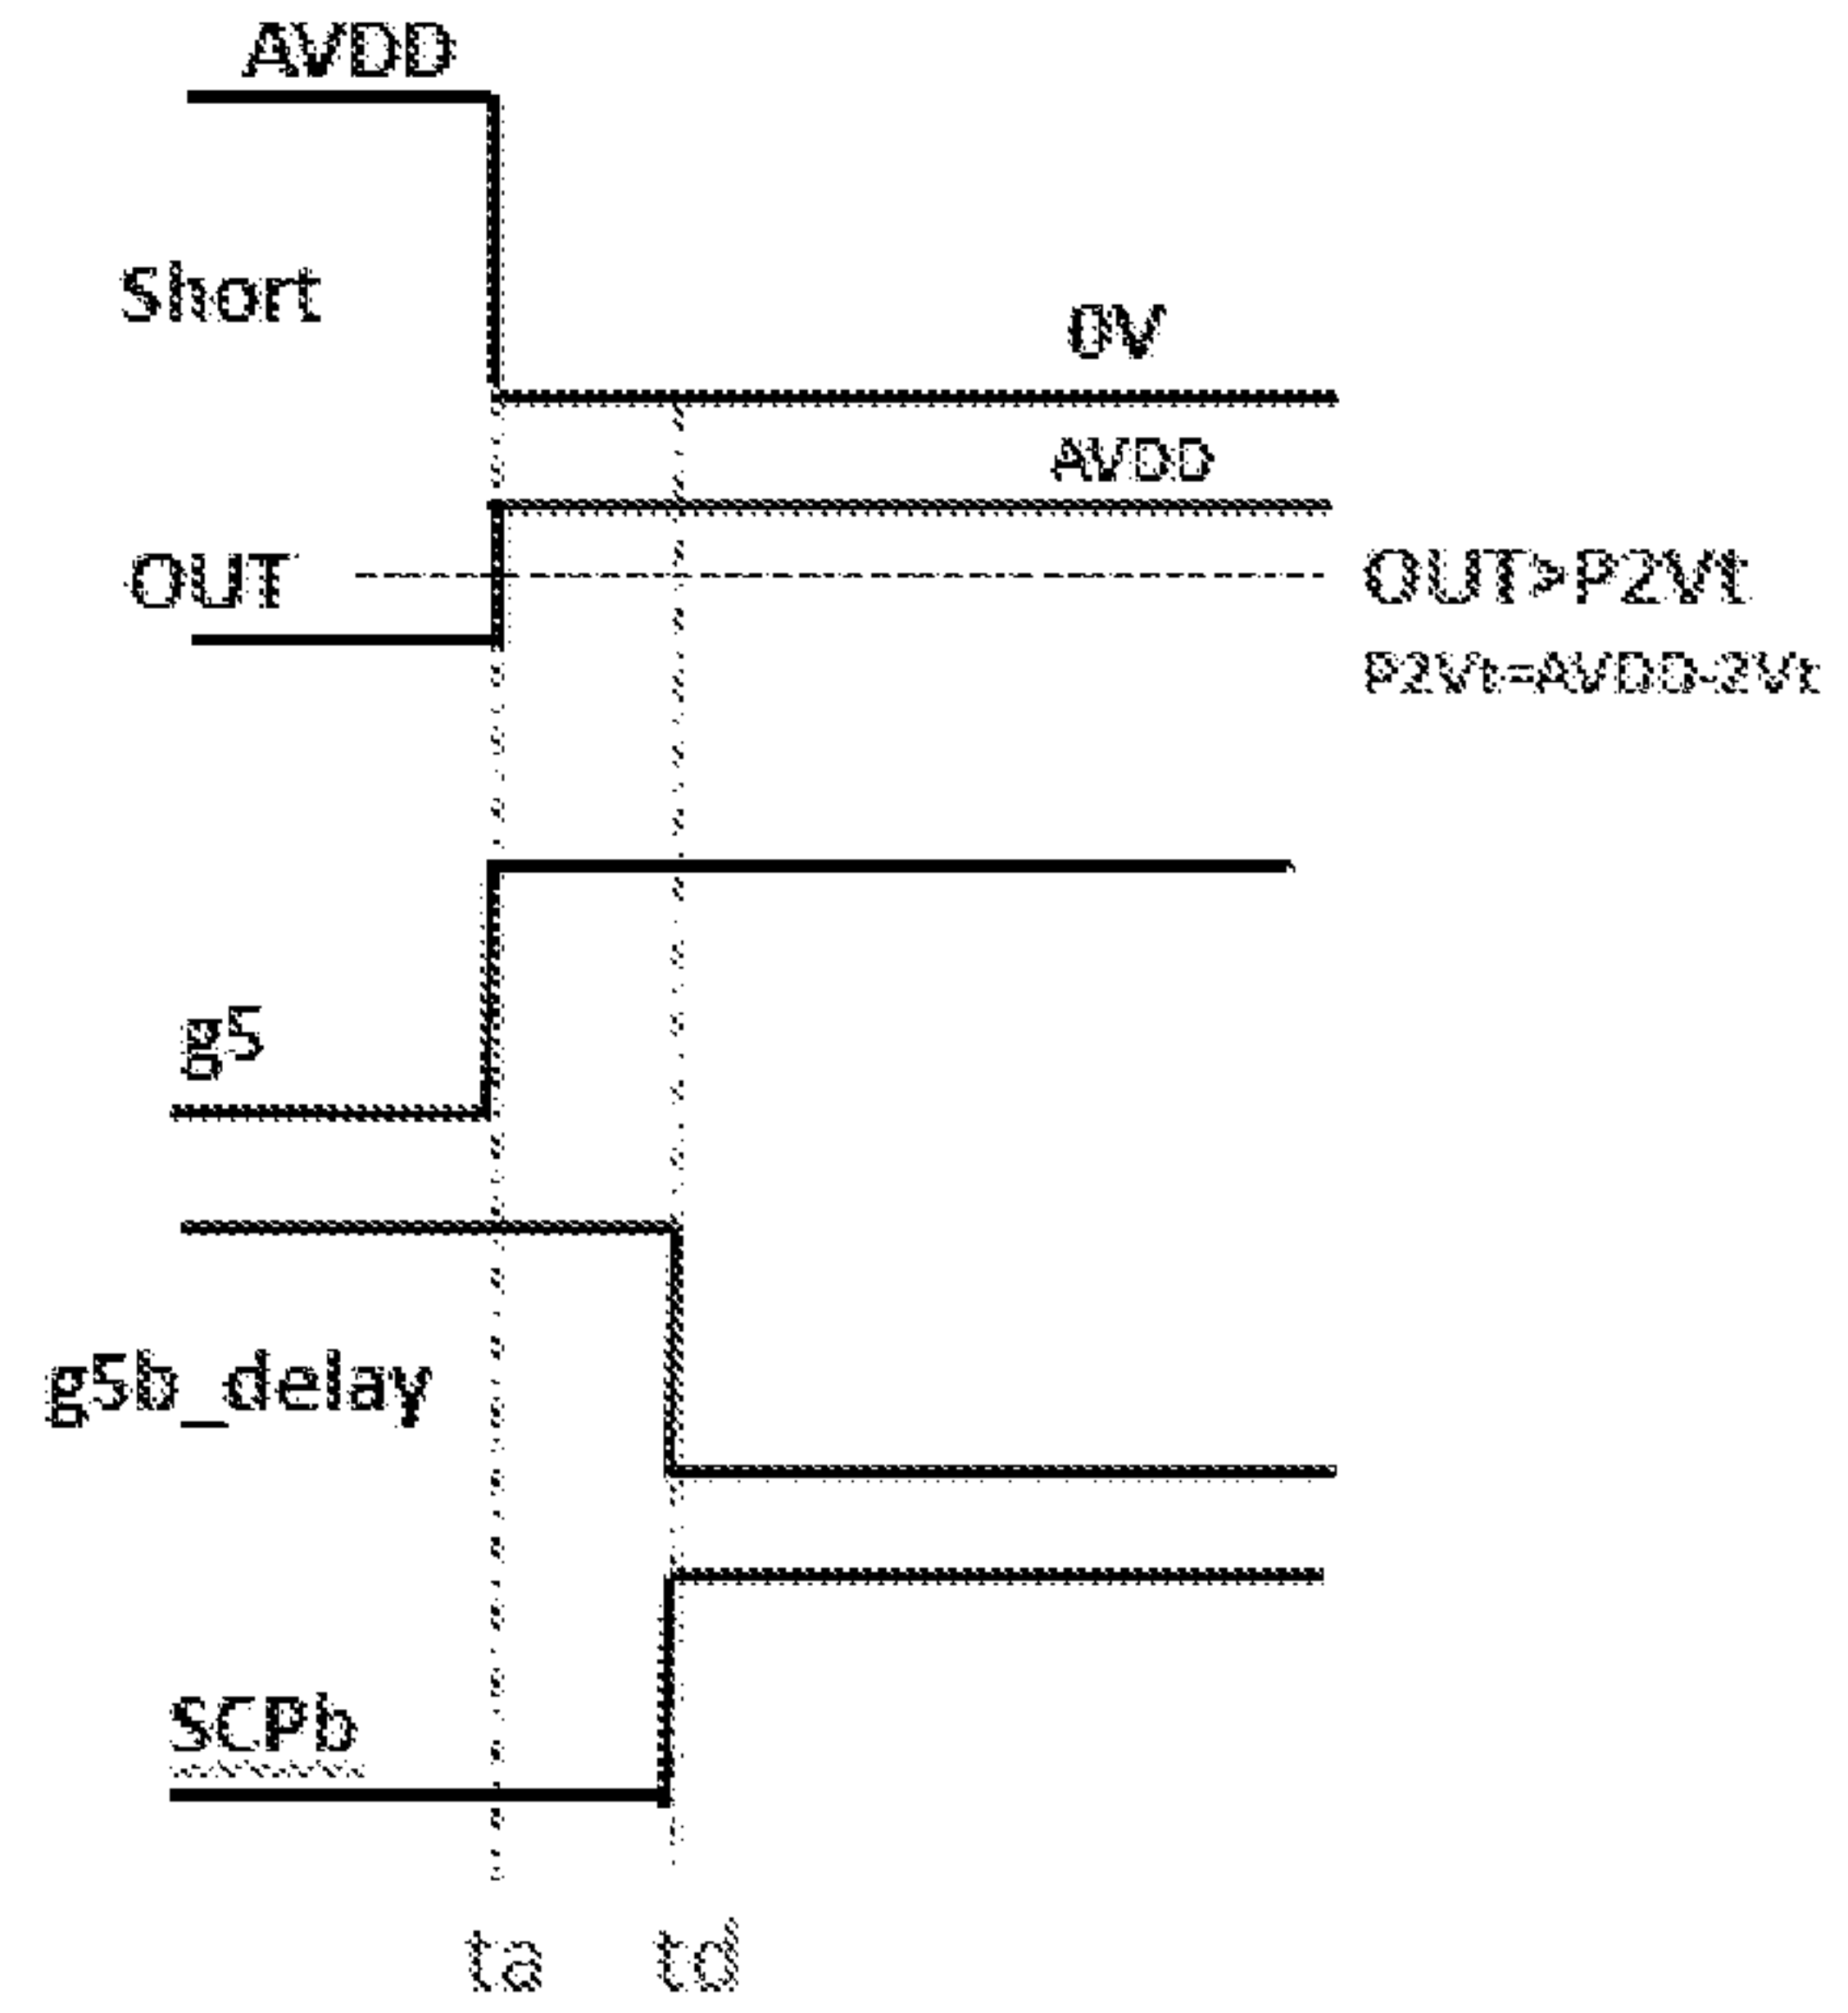 AVDD
Short
0V
AVDD
OUT
OUT>P2Vt
P2Vt=AVDD-2Vt
g5
g5b_delay
SCPb
ta
td